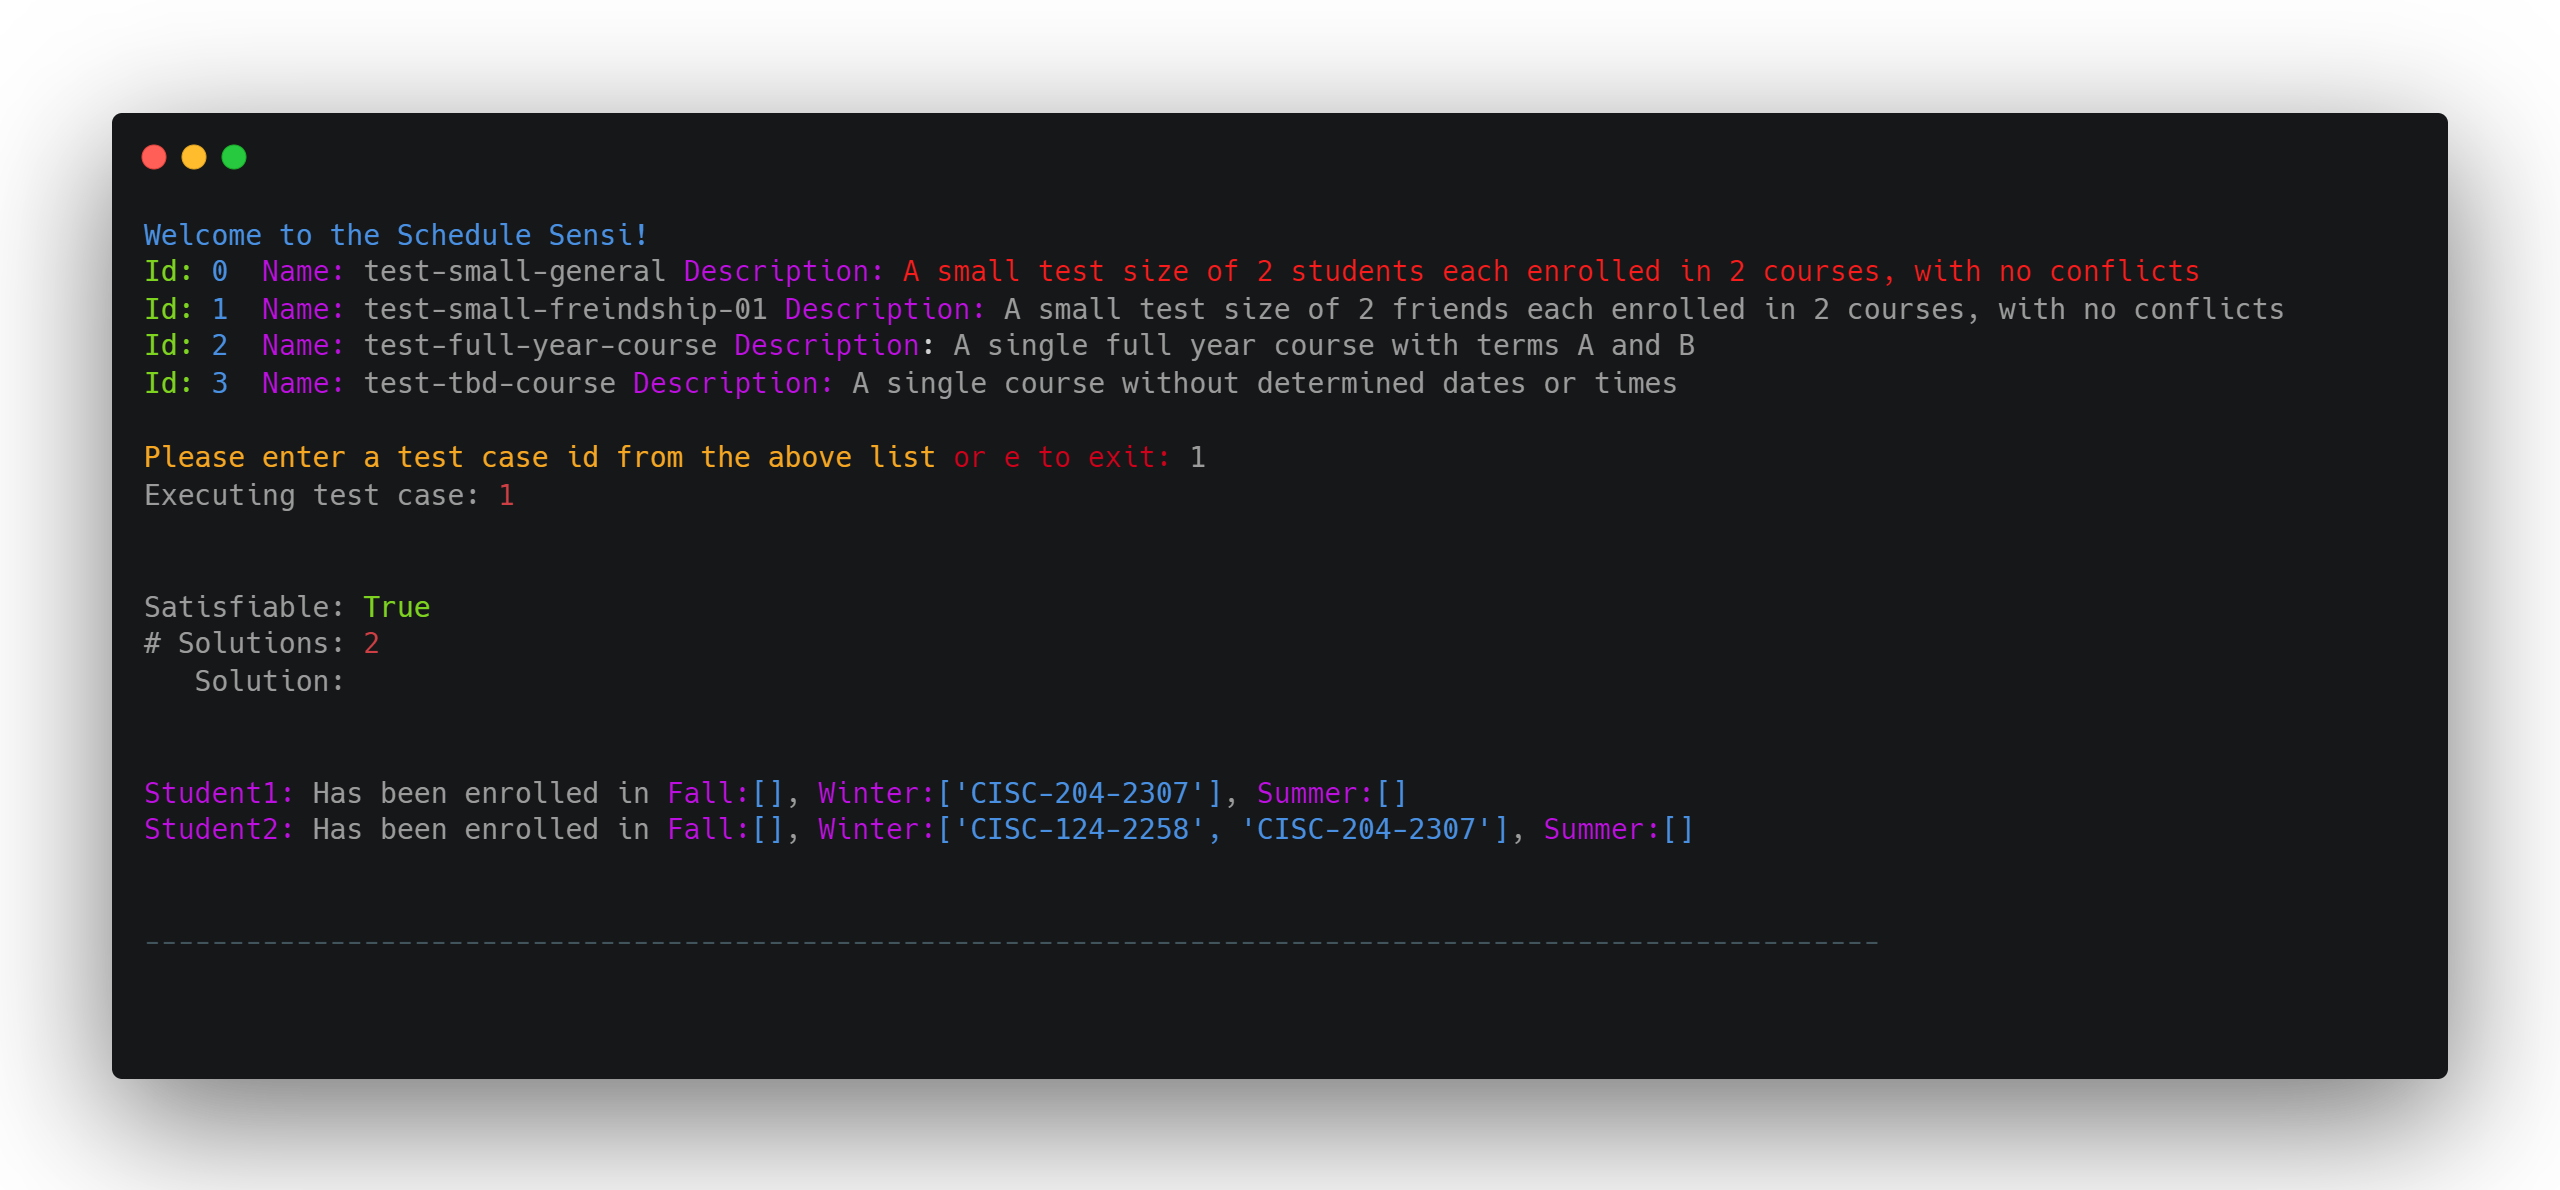 Welcome to the Schedule Sensi!
Id: 0  Name: test-small-general Description: A small test size of 2 students each enrolled in 2 courses, with no conflicts
Id: 1  Name: test-small-freindship-01 Description: A small test size of 2 friends each enrolled in 2 courses, with no conflicts
Id: 2  Name: test-full-year-course Description: A single full year course with terms A and B
Id: 3  Name: test-tbd-course Description: A single course without determined dates or times
Please enter a test case id from the above list or e to exit: 1
Executing test case: 1
Satisfiable: True
# Solutions: 2
   Solution:
Student1: Has been enrolled in Fall:[], Winter:['CISC-204-2307'], Summer:[]
Student2: Has been enrolled in Fall:[], Winter:['CISC-124-2258', 'CISC-204-2307'], Summer:[]
-------------------------------------------------------------------------------------------------------